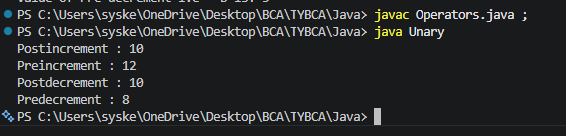 PS C:\Users\syske\OneDrive\Desktop\BCA\TYBCA\Java> javac Operators.java ;
PS C:\Users\syske\OneDrive\Desktop\BCA\TYBCA\Java> java Unary
Postincrement : 10
Preincrement : 12
Postdecrement : 10
Predecrement : 8
PS C:\Users\syske\OneDrive\Desktop\BCA\TYBCA\Java>